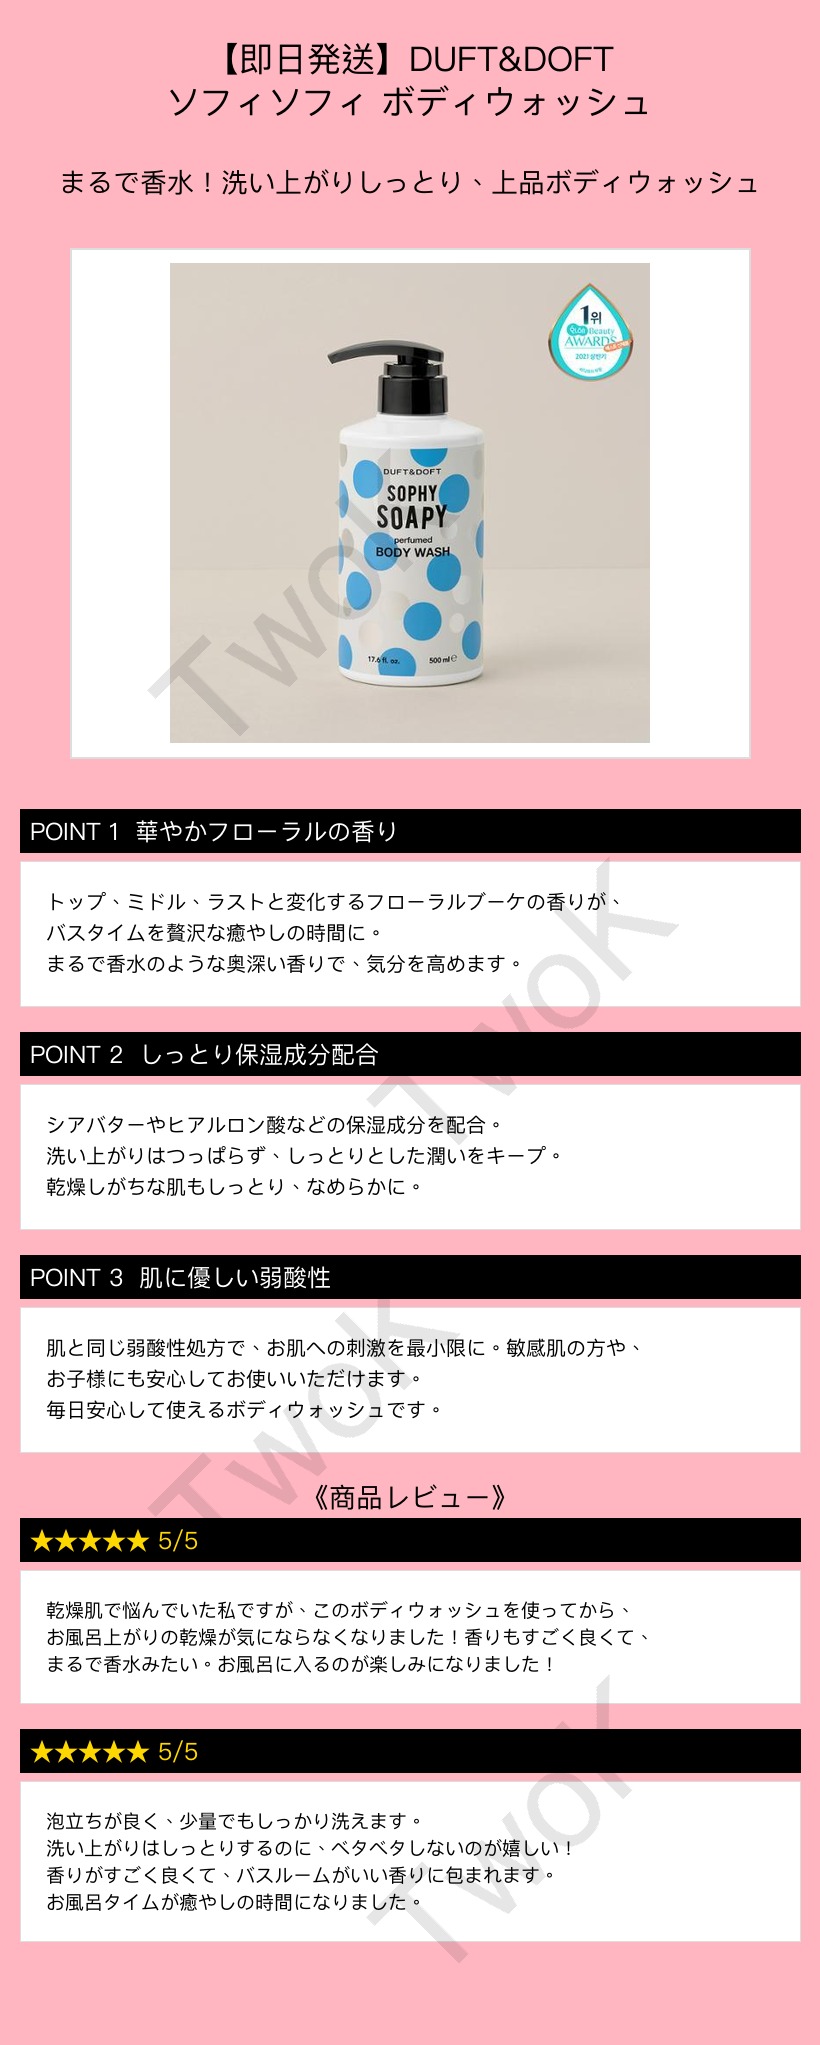 【即日発送】DUFT&DOFT
ソフィソフィ ボディウォッシュ
まるで香水！洗い上がりしっとり、上品ボディウォッシュ
1위
Qoo10 Beauty
AWARDS
2021 상반기
DUFT&DOFT
SOPHY
SOAPY
perfumed
BODY WASH
17.6 fl. oz. 500 ml ℮
TwoK
POINT 1 華やかフローラルの香り
トップ、ミドル、ラストと変化するフローラルブーケの香りが、
バスタイムを贅沢な癒やしの時間に。
まるで香水のような奥深い香りで、気分を高めます。
TwoK
POINT 2 しっとり保湿成分配合
シアバターやヒアルロン酸などの保湿成分を配合。
洗い上がりはつっぱらず、しっとりとした潤いをキープ。
乾燥しがちな肌もしっとり、なめらかに。
POINT 3 肌に優しい弱酸性
肌と同じ弱酸性処方で、お肌への刺激を最小限に。敏感肌の方や、
お子様にも安心してお使いいただけます。
毎日安心して使えるボディウォッシュです。
TwoK
《商品レビュー》
★★★★★ 5/5
乾燥肌で悩んでいた私ですが、このボディウォッシュを使ってから、
お風呂上がりの乾燥が気にならなくなりました！香りもすごく良くて、
まるで香水みたい。お風呂に入るのが楽しみになりました！
★★★★★ 5/5
泡立ちが良く、少量でもしっかり洗えます。
洗い上がりはしっとりするのに、ベタベタしないのが嬉しい！
香りがすごく良くて、バスルームがいい香りに包まれます。
お風呂タイムが癒やしの時間になりました。
TwoK